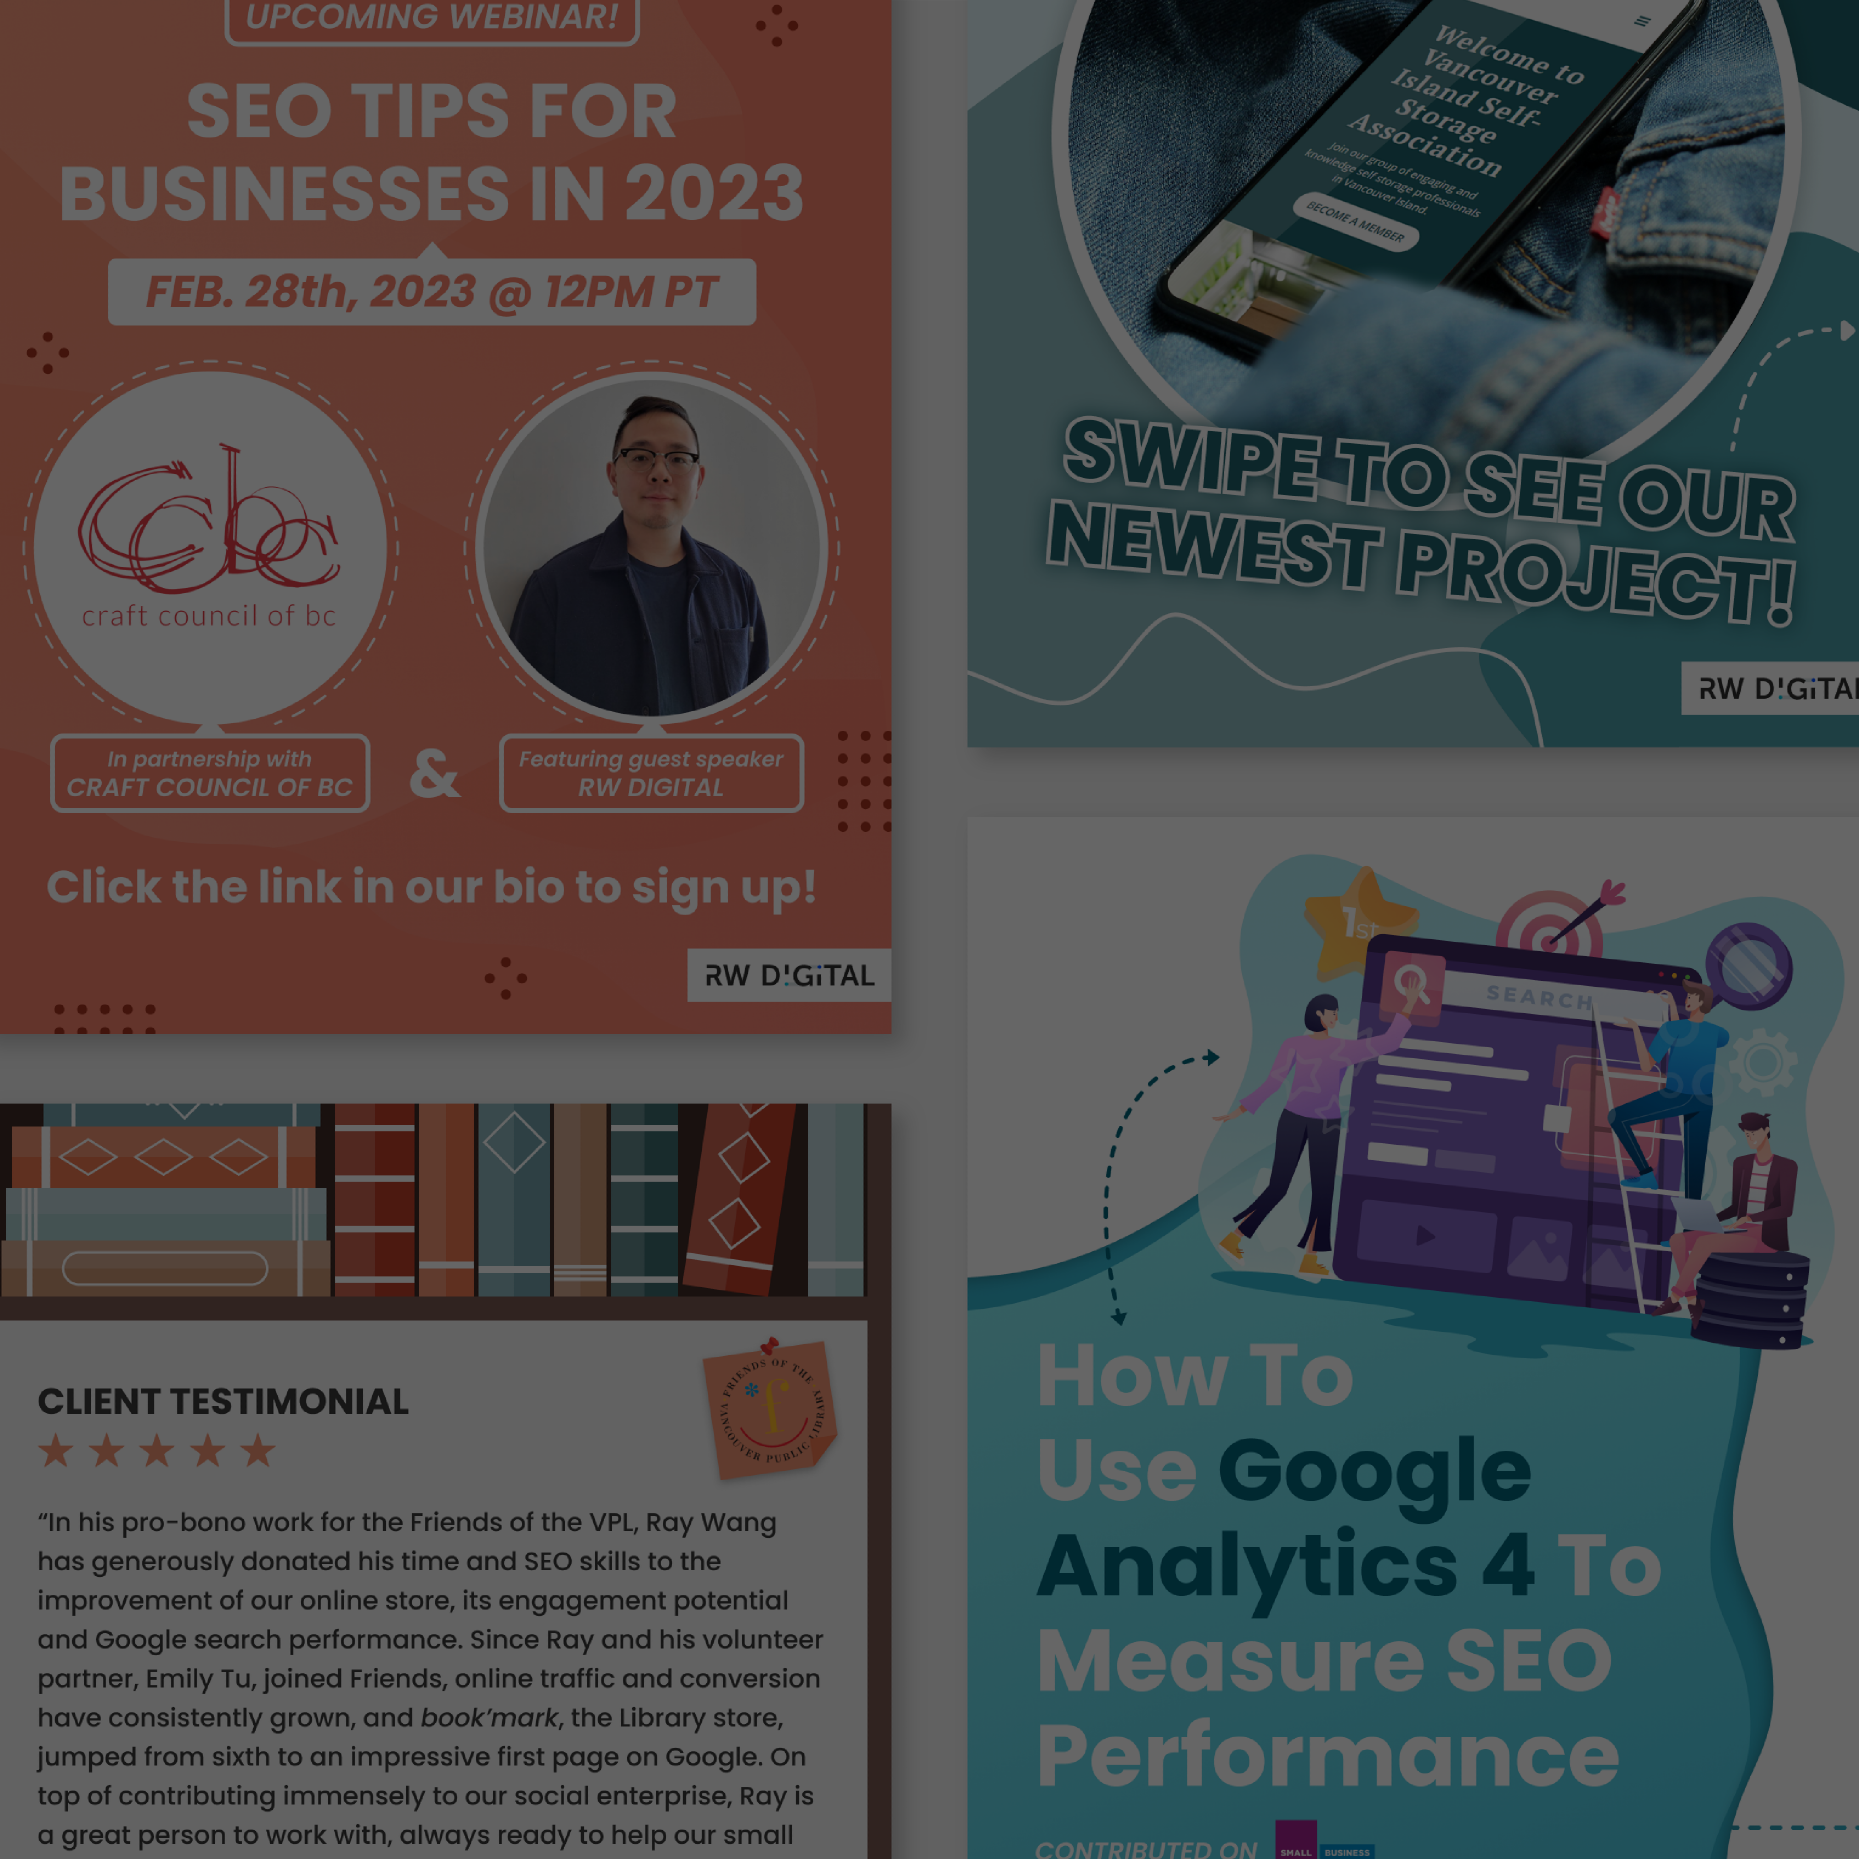 UPCOMING WEBINAR!
SEO TIPS FOR
BUSINESSES IN 2023
FEB. 28th, 2023 @ 12PM PT
ccbc
craft council of bc
In partnership with
CRAFT COUNCIL OF BC
&
Featuring guest speaker
RW DIGITAL
Click the link in our bio to sign up!
RW D!GiTAL
Welcome to
Vancouver
Island Self-
Storage
Association
Join our group of engaging and
knowledge self storage professionals
in Vancouver Island.
BECOME A MEMBER
SWIPE TO SEE OUR
NEWEST PROJECT!
RW D!GiTAL
CLIENT TESTIMONIAL
FRIENDS OF THE
VANCOUVER PUBLIC LIBRARY
f
“In his pro-bono work for the Friends of the VPL, Ray Wang
has generously donated his time and SEO skills to the
improvement of our online store, its engagement potential
and Google search performance. Since Ray and his volunteer
partner, Emily Tu, joined Friends, online traffic and conversion
have consistently grown, and book’mark, the Library store,
jumped from sixth to an impressive first page on Google. On
top of contributing immensely to our social enterprise, Ray is
a great person to work with, always ready to help our small
1st
SEARCH
How To
Use Google
Analytics 4 To
Measure SEO
Performance
CONTRIBUTED ON
SMALL BUSINESS